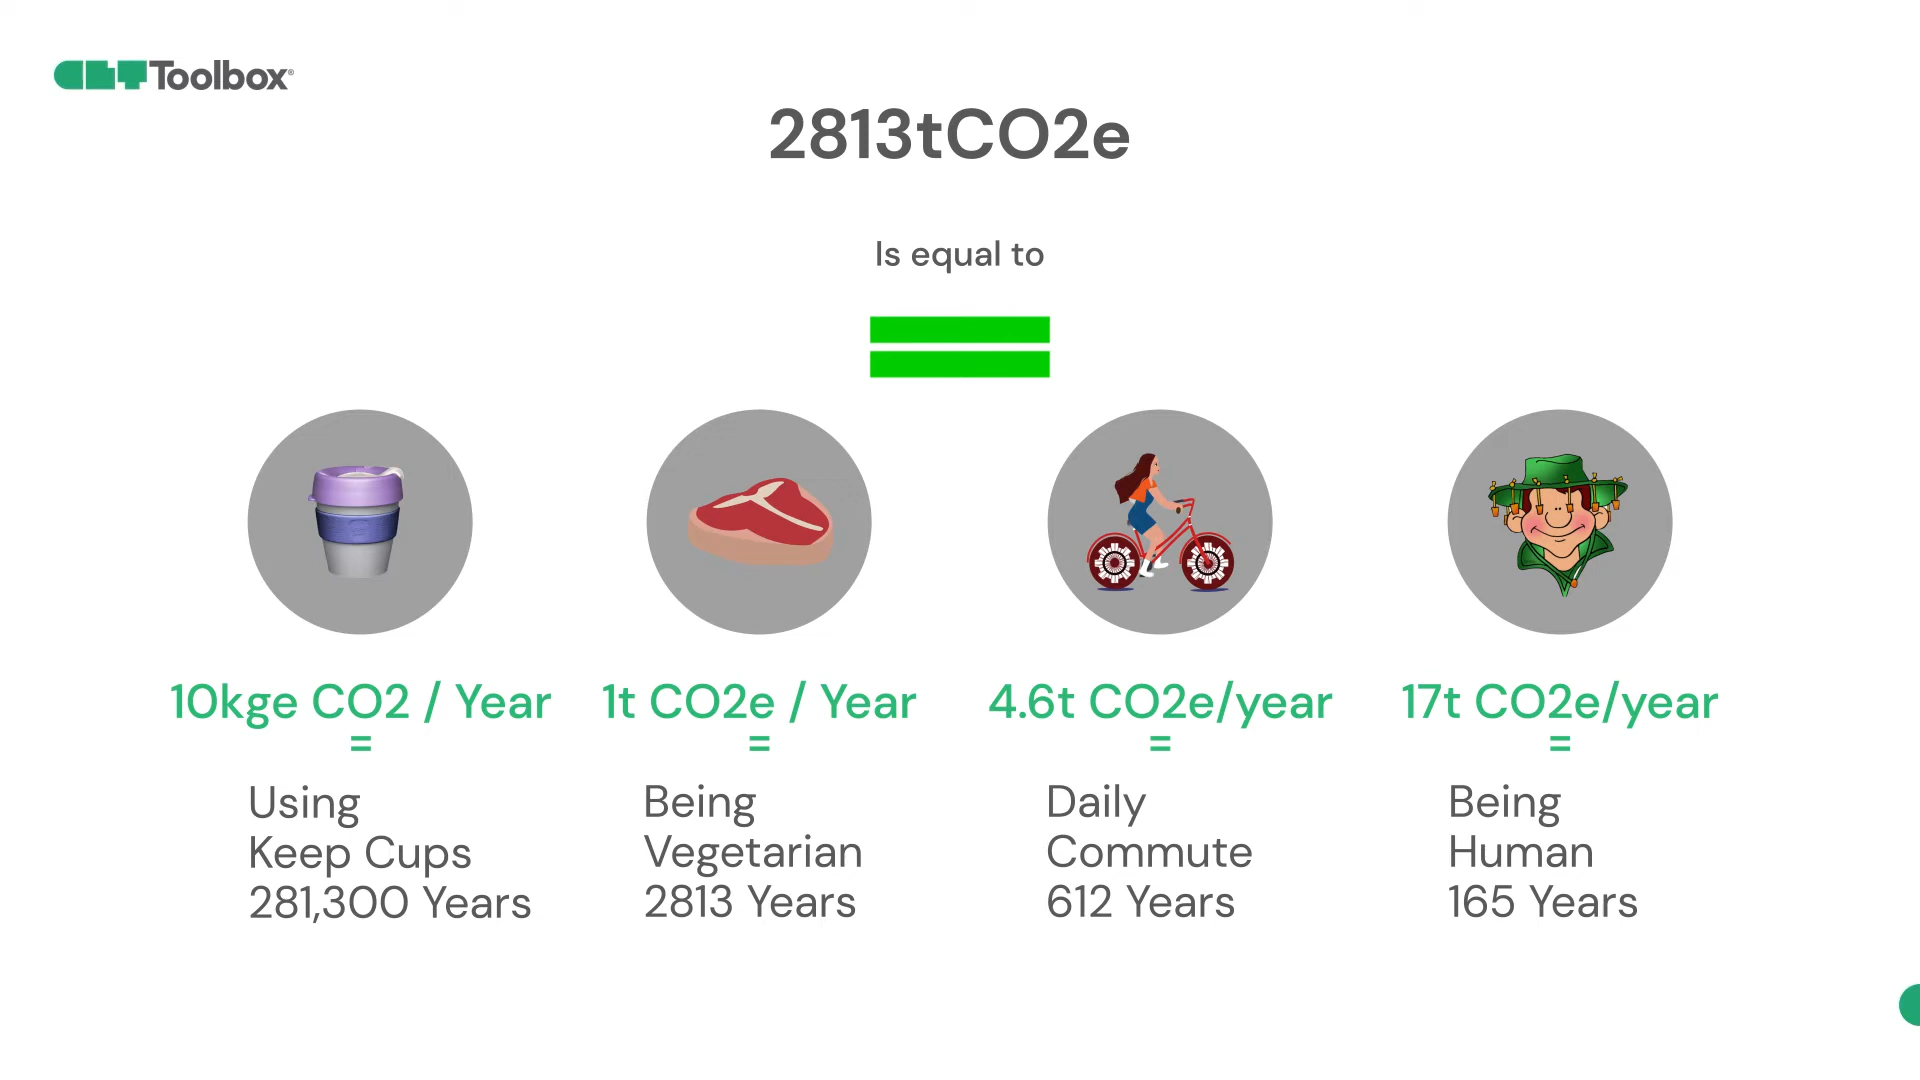 CLTToolbox®
2813tCO2e
Is equal to
10kge CO2 / Year
=
Using
Keep Cups
281,300 Years
1t CO2e / Year
=
Being
Vegetarian
2813 Years
4.6t CO2e/year
=
Daily
Commute
612 Years
17t CO2e/year
=
Being
Human
165 Years